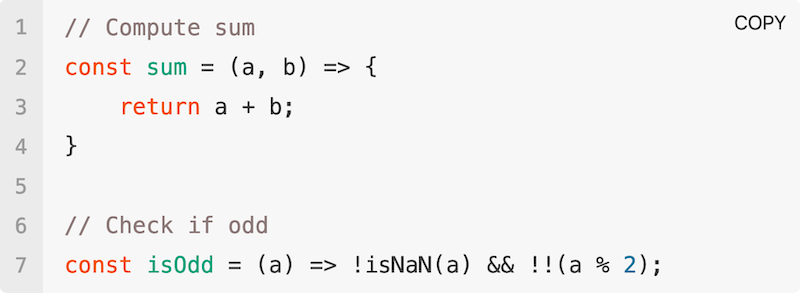 COPY
1 // Compute sum
2 const sum = (a, b) => {
3     return a + b;
4 }
5
6 // Check if odd
7 const isOdd = (a) => !isNaN(a) && !!(a % 2);